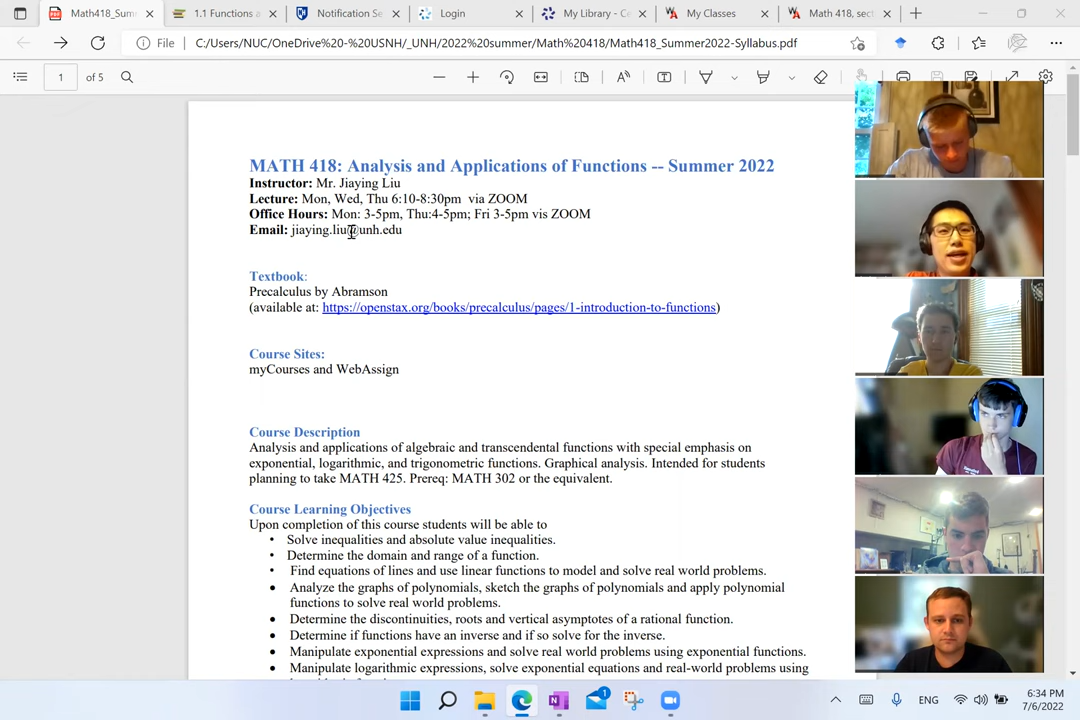 Math418_Summ
1.1 Functions a
Notification Se
Login
My Library - Ce
My Classes
Math 418, sect
File
C:/Users/NUC/OneDrive%20-%20USNH/_UNH/2022%20summer/Math%20418/Math418_Summer2022-Syllabus.pdf
1 of 5
MATH 418: Analysis and Applications of Functions -- Summer 2022
Instructor: Mr. Jiaying Liu
Lecture: Mon, Wed, Thu 6:10-8:30pm via ZOOM
Office Hours: Mon: 3-5pm, Thu:4-5pm; Fri 3-5pm vis ZOOM
Email: jiaying.liu@unh.edu
Textbook:
Precalculus by Abramson
(available at: https://openstax.org/books/precalculus/pages/1-introduction-to-functions)
Course Sites:
myCourses and WebAssign
Course Description
Analysis and applications of algebraic and transcendental functions with special emphasis on
exponential, logarithmic, and trigonometric functions. Graphical analysis. Intended for students
planning to take MATH 425. Prereq: MATH 302 or the equivalent.
Course Learning Objectives
Upon completion of this course students will be able to
• Solve inequalities and absolute value inequalities.
• Determine the domain and range of a function.
• Find equations of lines and use linear functions to model and solve real world problems.
• Analyze the graphs of polynomials, sketch the graphs of polynomials and apply polynomial
functions to solve real world problems.
• Determine the discontinuities, roots and vertical asymptotes of a rational function.
• Determine if functions have an inverse and if so solve for the inverse.
• Manipulate exponential expressions and solve real world problems using exponential functions.
• Manipulate logarithmic expressions, solve exponential equations and real-world problems using
ENG
6:34 PM
7/6/2022